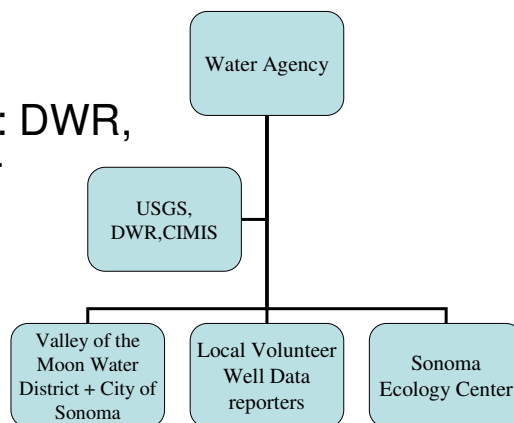 Water Agency
: DWR,
USGS,
DWR,CIMIS
Valley of the
Moon Water
District + City of
Sonoma
Local Volunteer
Well Data
reporters
Sonoma
Ecology Center